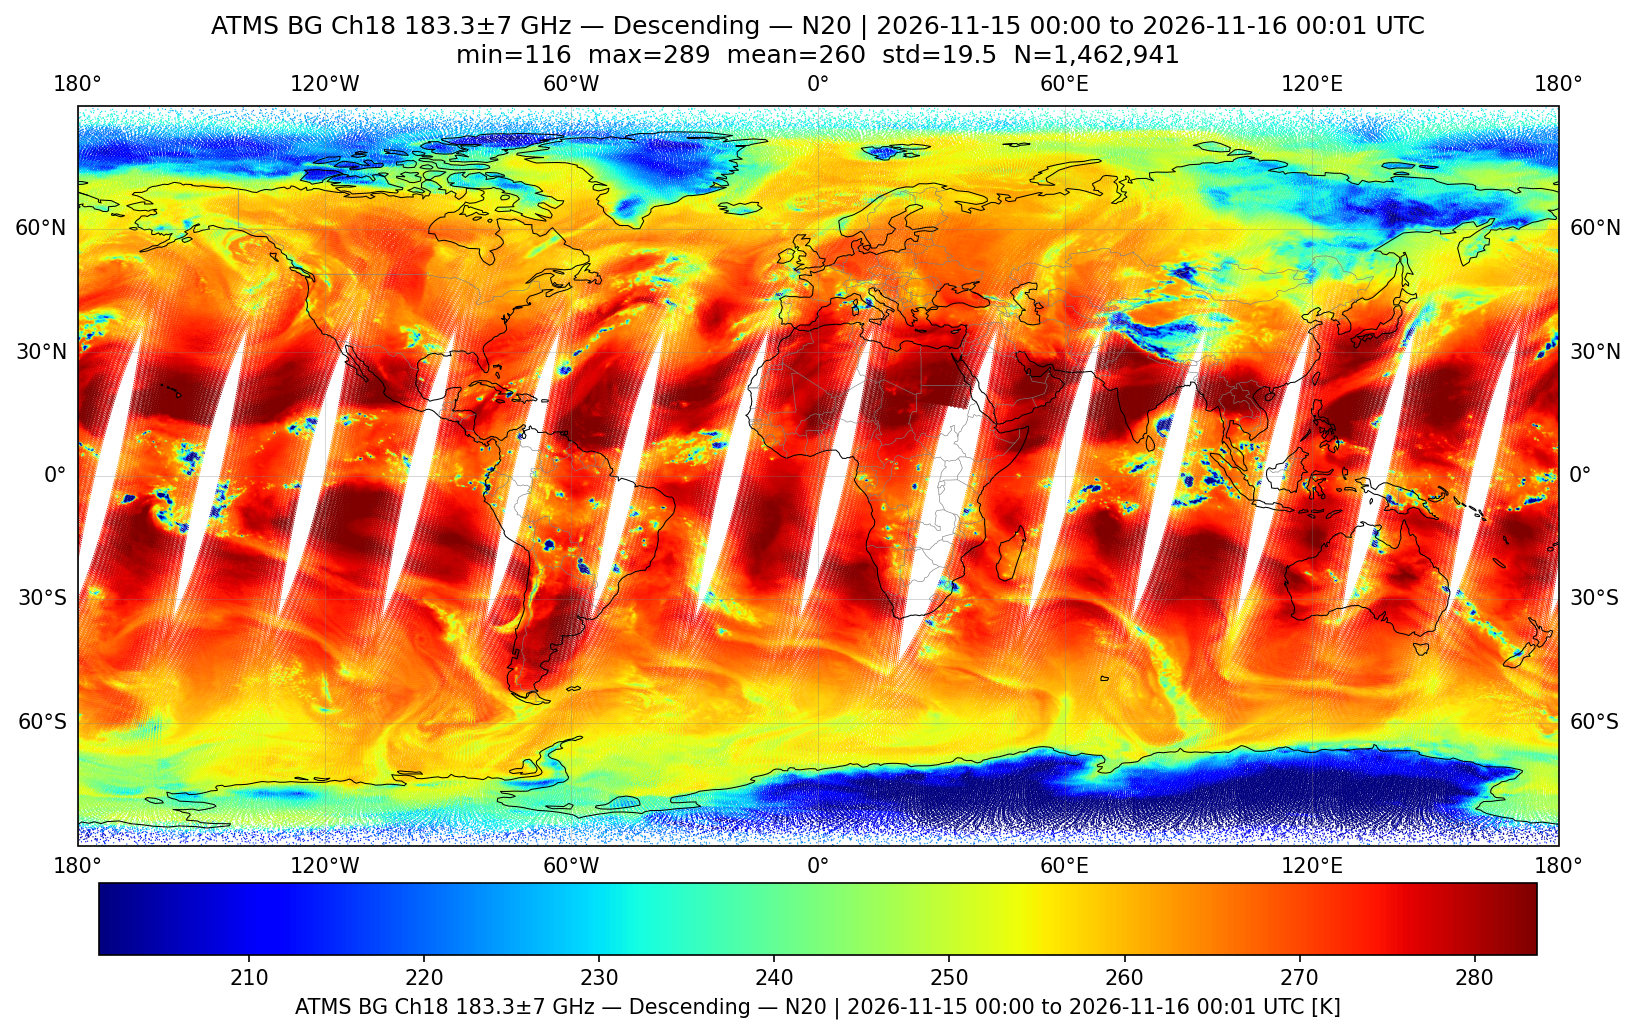 ATMS BG Ch18 183.3±7 GHz — Descending — N20 | 2026-11-15 00:00 to 2026-11-16 00:01 UTC
min=116 max=289 mean=260 std=19.5 N=1,462,941
180° 120°W 60°W 0° 60°E 120°E 180°
60°N 60°N
30°N 30°N
0° 0°
30°S 30°S
60°S 60°S
180° 120°W 60°W 0° 60°E 120°E 180°
210 220 230 240 250 260 270 280
ATMS BG Ch18 183.3±7 GHz — Descending — N20 | 2026-11-15 00:00 to 2026-11-16 00:01 UTC [K]